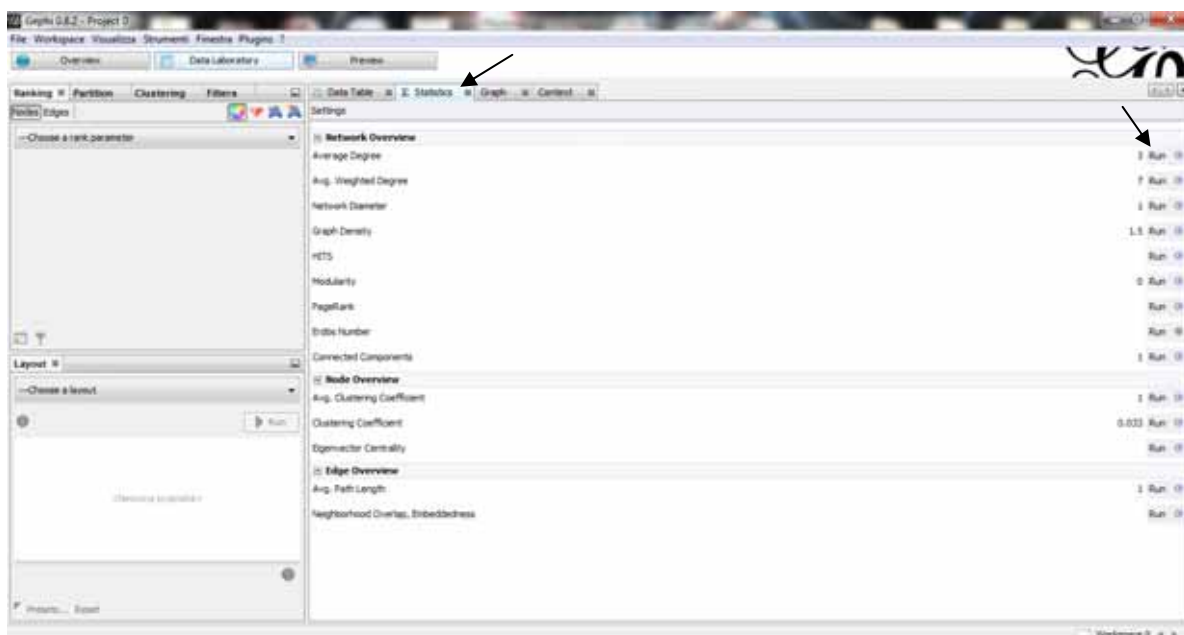 Gephi 0.8.2 - Project 0
File Workspace Visualizza Strumenti Finestra Plugins ?
Overview Data Laboratory Preview
Ranking Partition Clustering Filters
Nodes Edges
---Choose a rank parameter
Layout
---Choose a layout
Run
Presets... Reset
Data Table Statistics Graph Context
Settings
Network Overview
Average Degree 3 Run
Avg. Weighted Degree 7 Run
Network Diameter 1 Run
Graph Density 1.5 Run
HITS Run
Modularity 0 Run
PageRank Run
Erdös Number Run
Connected Components 1 Run
Node Overview
Avg. Clustering Coefficient 1 Run
Clustering Coefficient 0.033 Run
Eigenvector Centrality Run
Edge Overview
Avg. Path Length 1 Run
Neighborhood Overlap, Embeddedness Run
Workspace 0